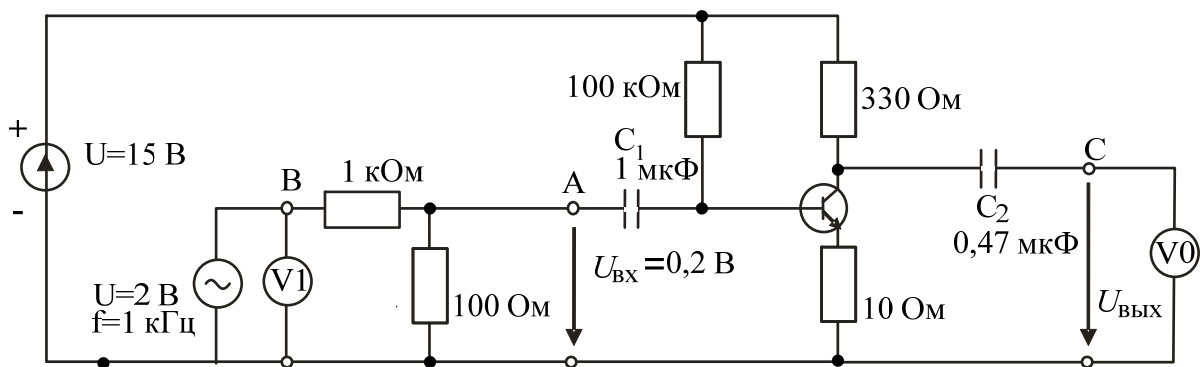 100 кОм
330 Ом
+
U=15 В
-
C₁
1 мкФ
1 кОм
B
A
C
C₂
0,47 мкФ
V0
V1
U=2 В
f=1 кГц
100 Ом
Uвх=0,2 В
10 Ом
Uвых